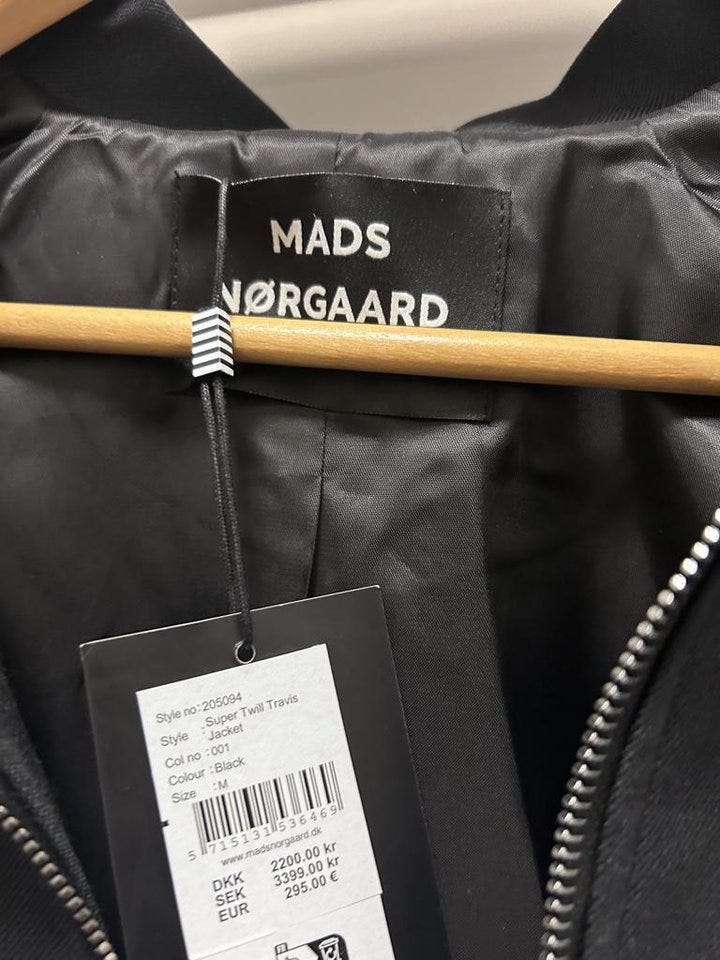 MADS
NØRGAARD
Style no:205094
Style :Super Twill Travis
Jacket
Col no :001
Colour :Black
Size :M
5 715131 536469
www.madsnorgaard.dk
DKK 2200.00 kr
SEK 3399.00 kr
EUR 295.00 €